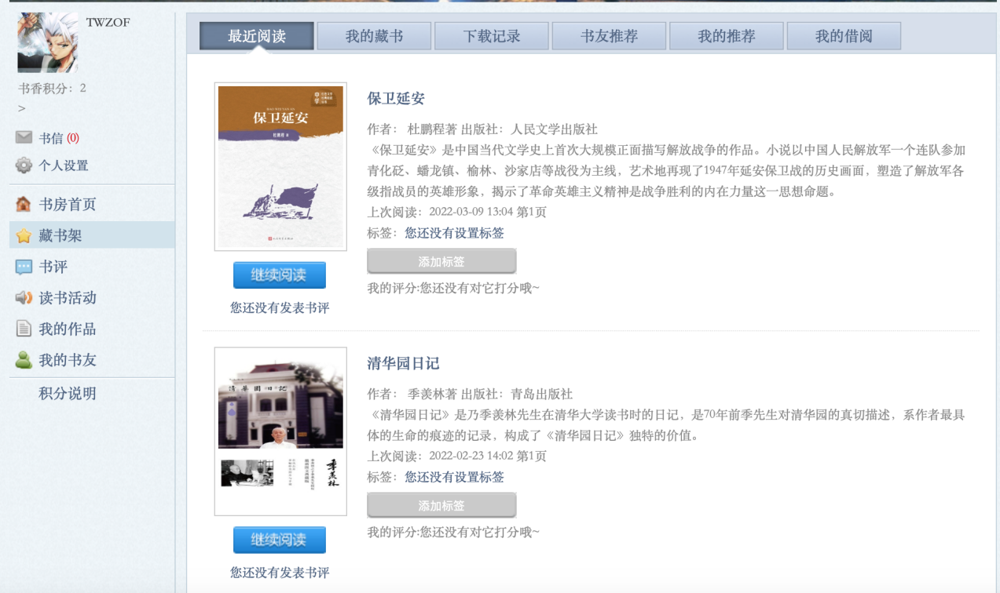 TWZOF
书香积分：2
>
书信 (0)
个人设置
书房首页
藏书架
书评
读书活动
我的作品
我的书友
积分说明
最近阅读
我的藏书
下载记录
书友推荐
我的推荐
我的借阅
保卫延安
杜鹏程 著
继续阅读
您还没有发表书评
保卫延安
作者： 杜鹏程著 出版社：人民文学出版社
《保卫延安》是中国当代文学史上首次大规模正面描写解放战争的作品。小说以中国人民解放军一个连队参加
青化砭、蟠龙镇、榆林、沙家店等战役为主线，艺术地再现了1947年延安保卫战的历史画面，塑造了解放军各
级指战员的英雄形象，揭示了革命英雄主义精神是战争胜利的内在力量这一思想命题。
上次阅读：2022-03-09 13:04 第1页
标签：您还没有设置标签
添加标签
我的评分:您还没有对它打分哦~
清华园日记
季羡林
继续阅读
您还没有发表书评
清华园日记
作者： 季羡林著 出版社：青岛出版社
《清华园日记》是乃季羡林先生在清华大学读书时的日记，是70年前季先生对清华园的真切描述，系作者最具
体的生命的痕迹的记录，构成了《清华园日记》独特的价值。
上次阅读：2022-02-23 14:02 第1页
标签：您还没有设置标签
添加标签
我的评分:您还没有对它打分哦~